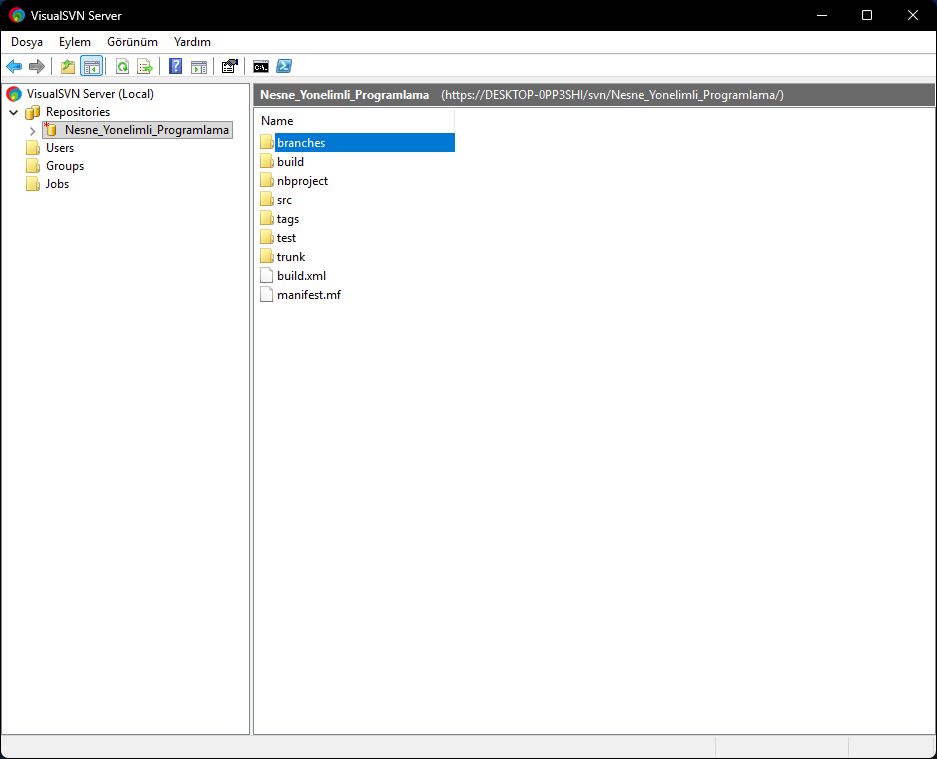 VisualSVN Server
Dosya Eylem Görünüm Yardım
VisualSVN Server (Local)
Repositories
Nesne_Yonelimli_Programlama
Users
Groups
Jobs
Nesne_Yonelimli_Programlama (https://DESKTOP-0PP3SHI/svn/Nesne_Yonelimli_Programlama/)
Name
branches
build
nbproject
src
tags
test
trunk
build.xml
manifest.mf